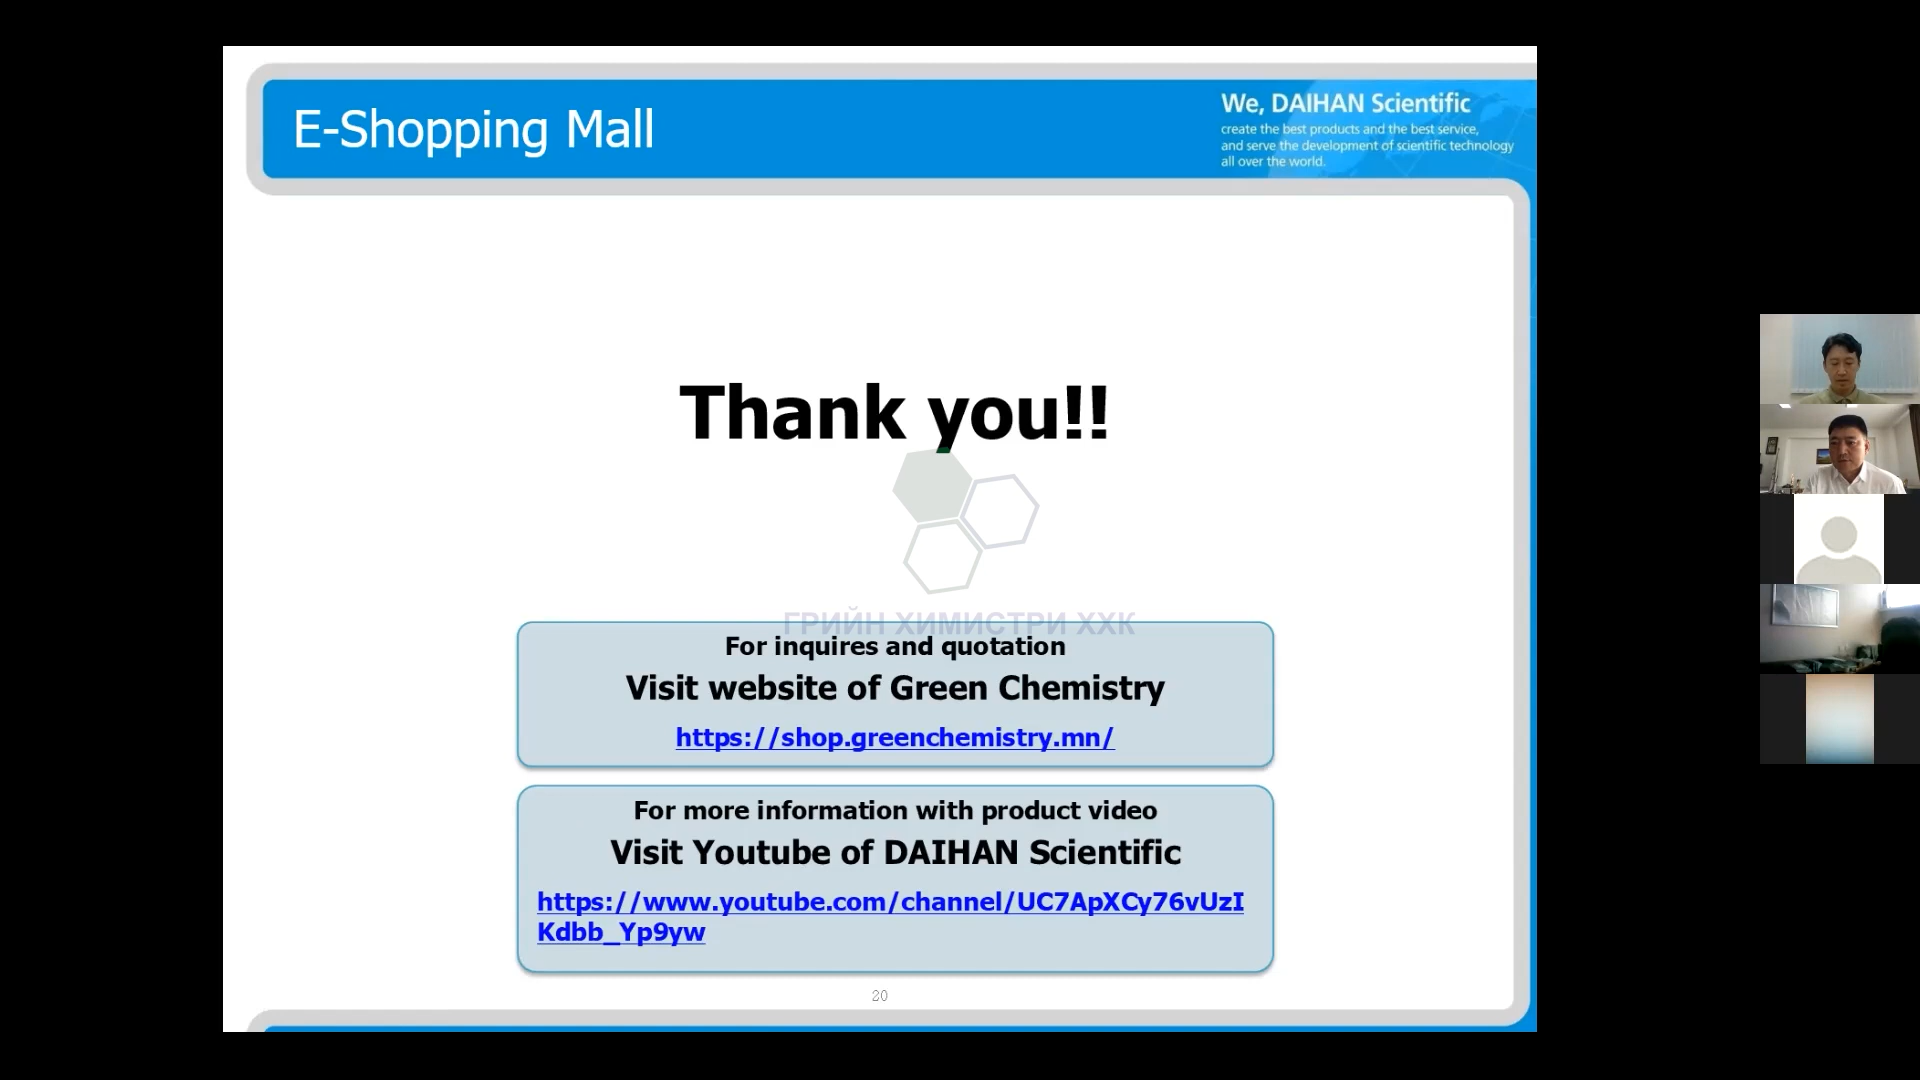 E-Shopping Mall
We, DAIHAN Scientific
create the best products and the best service,
and serve the development of scientific technology
all over the world.
Thank you!!
ГРИЙН ХИМИСТРИ ХХК
For inquires and quotation
Visit website of Green Chemistry
https://shop.greenchemistry.mn/
For more information with product video
Visit Youtube of DAIHAN Scientific
https://www.youtube.com/channel/UC7ApXCy76vUzI
Kdbb_Yp9yw
20